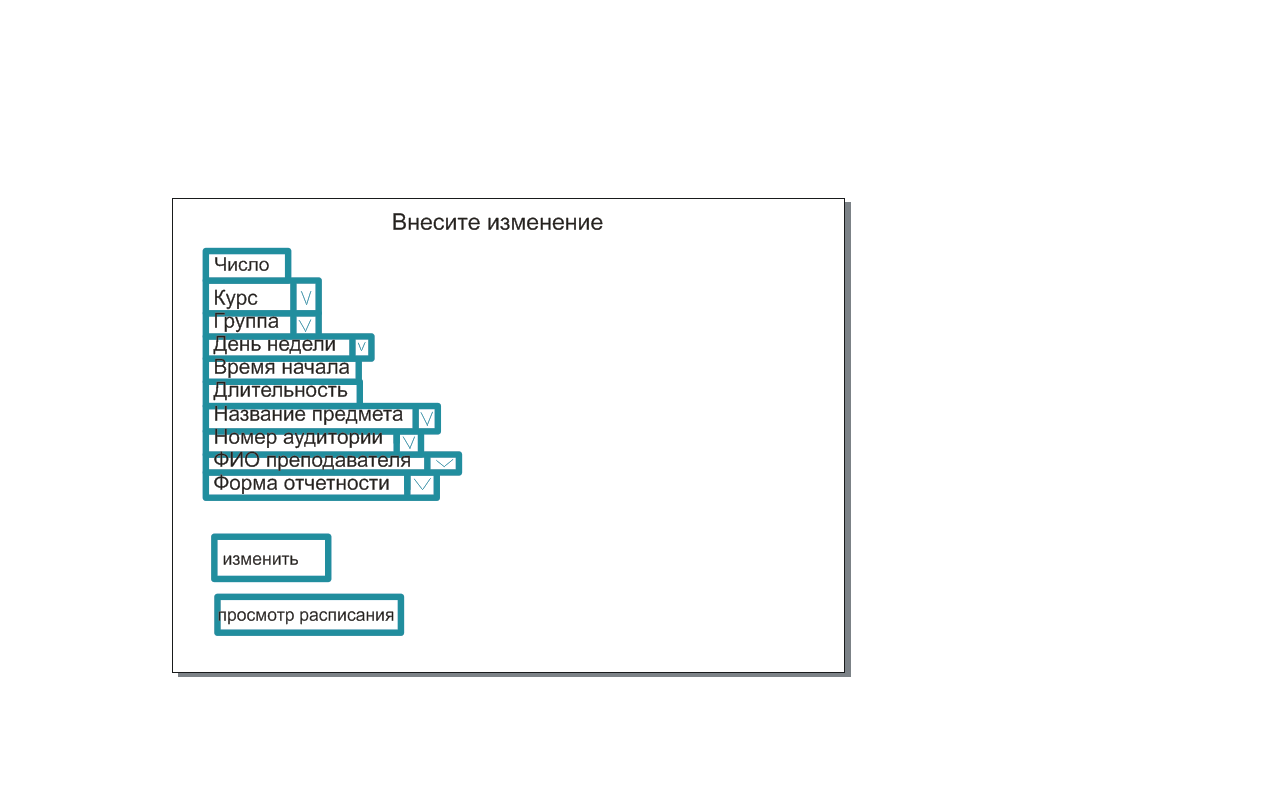 Внесите изменение
Число
Курс
Группа
День недели
Время начала
Длительность
Название предмета
Номер аудитории
ФИО преподавателя
Форма отчетности
изменить
просмотр расписания